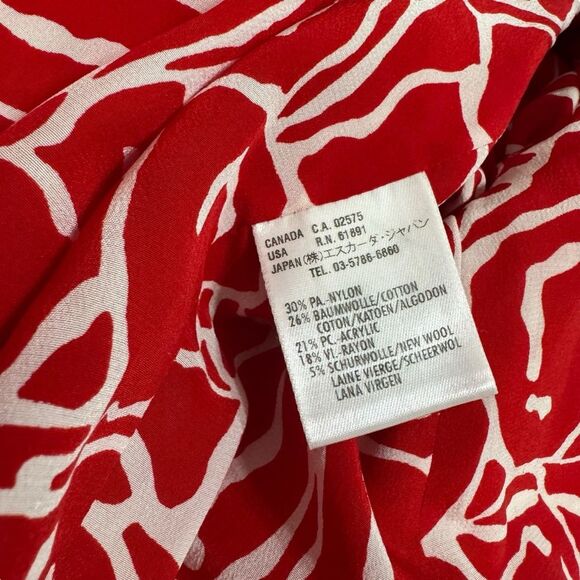 CANADA C.A. 02575
USA R.N. 61891
JAPAN (株)エスカーダ・ジャパン
TEL. 03-5786-6860
30% PA.-NYLON
26% BAUMWOLLE/COTTON
COTON/KATOEN/ALGODON
21% PC.-ACRYLIC
18% VI.-RAYON
5% SCHURWOLLE/NEW WOOL
LAINE VIERGE/SCHEERWOL
LANA VIRGEN